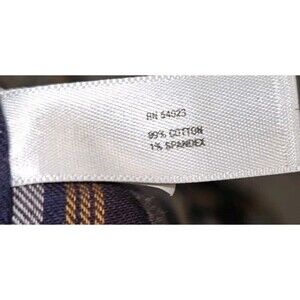 RN 54023
99% COTTON
1% SPANDEX